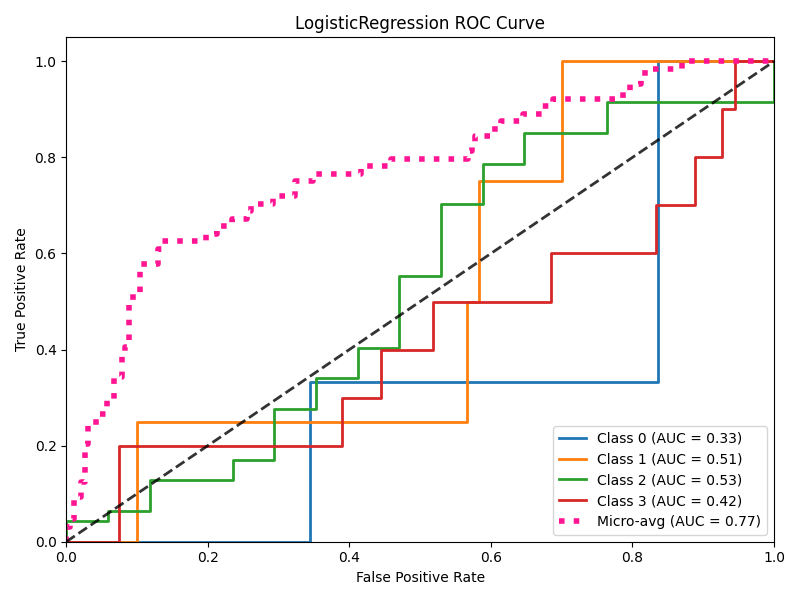 LogisticRegression ROC Curve
True Positive Rate
1.0
0.8
0.6
0.4
0.2
0.0
0.0 0.2 0.4 0.6 0.8 1.0
False Positive Rate
Class 0 (AUC = 0.33)
Class 1 (AUC = 0.51)
Class 2 (AUC = 0.53)
Class 3 (AUC = 0.42)
Micro-avg (AUC = 0.77)